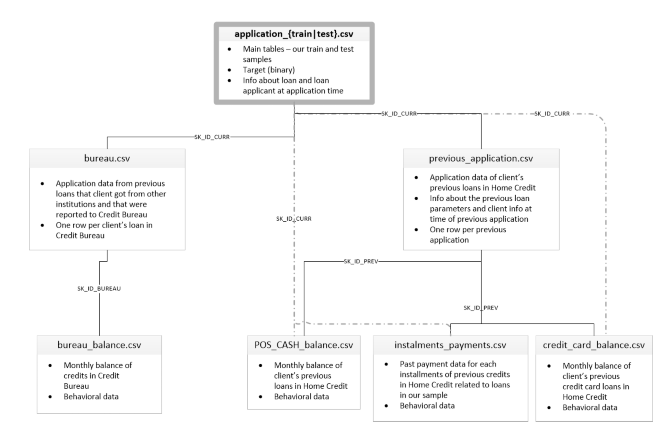 application_{train|test}.csv
• Main tables – our train and test
samples
• Target (binary)
• Info about loan and loan
applicant at application time
SK_ID_CURR
SK_ID_CURR
SK_ID_CURR
bureau.csv
• Application data from previous
loans that client got from other
institutions and that were
reported to Credit Bureau
• One row per client's loan in
Credit Bureau
previous_application.csv
• Application data of client's
previous loans in Home Credit
• Info about the previous loan
parameters and client info at
time of previous application
• One row per previous
application
SK_ID_CURR
SK_ID_PREV
SK_ID_BUREAU
SK_ID_PREV
bureau_balance.csv
• Monthly balance of
credits in Credit
Bureau
• Behavioral data
POS_CASH_balance.csv
• Monthly balance of
client's previous
loans in Home Credit
• Behavioral data
instalments_payments.csv
• Past payment data for each
installments of previous credits
in Home Credit related to loans
in our sample
• Behavioral data
credit_card_balance.csv
• Monthly balance of
client's previous
credit card loans in
Home Credit
• Behavioral data